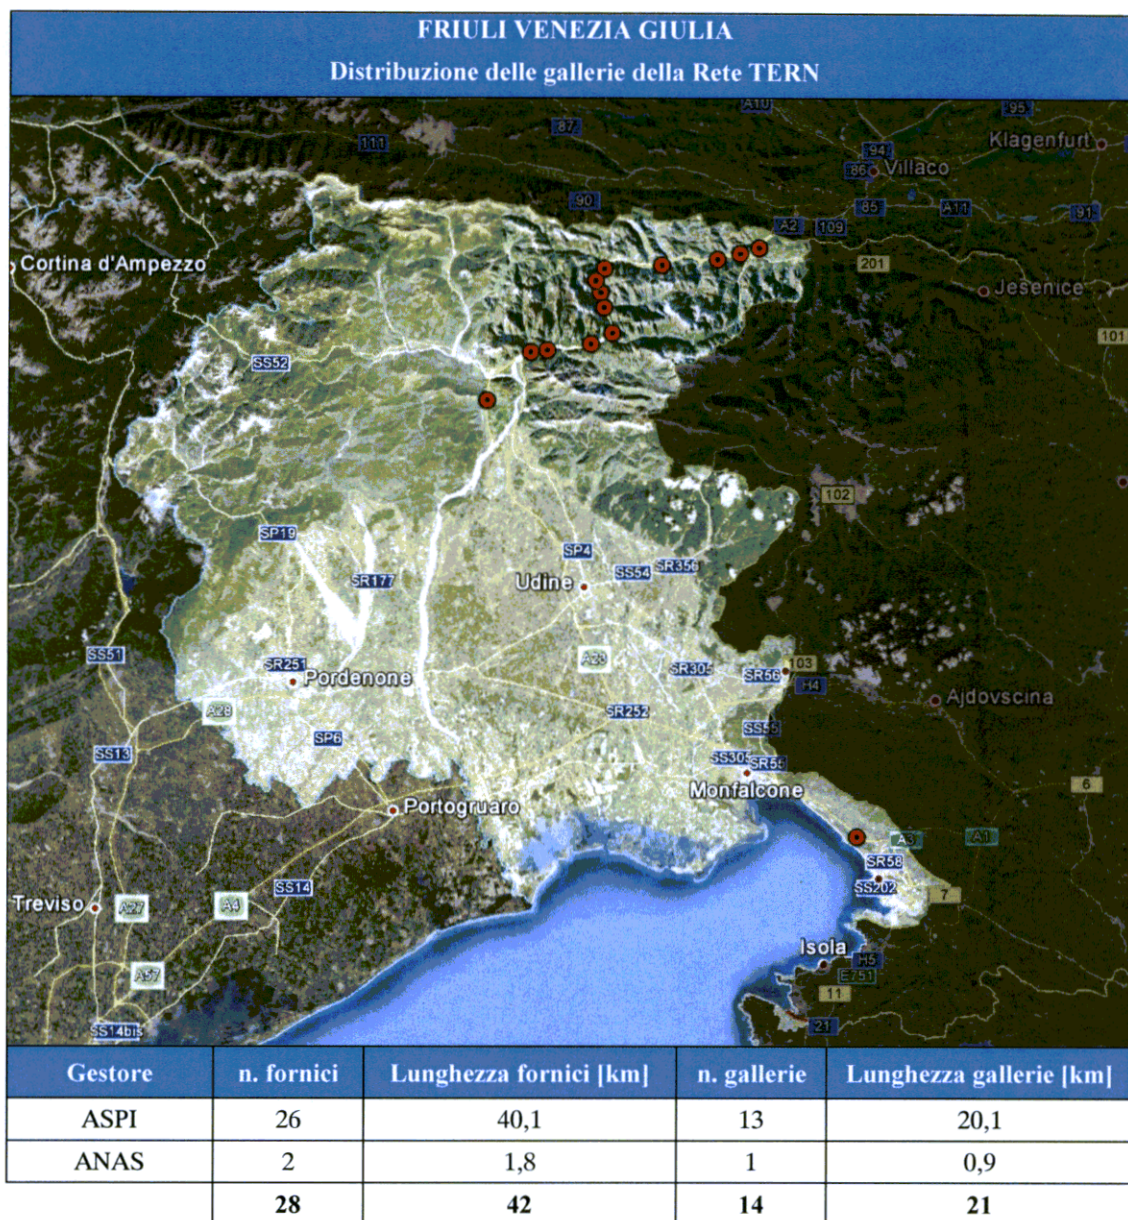 FRIULI VENEZIA GIULIA
Distribuzione delle gallerie della Rete TERN
A10
95
87
Klagenfurt
111
94
86
Villaco
90
85
A11
91
A2
109
Cortina d'Ampezzo
201
Jesenice
101
SS52
102
SP19
SP4
SR177
SS54
SR356
Udine
SS51
A23
103
SR251
SR305
SR56
Pordenone
H4
Ajdovscina
A28
SR252
SS55
SS13
SP6
SS305
SR55
Monfalcone
6
Portogruaro
A3
A1
SR58
SS14
SS202
7
Treviso
A27
A4
Isola
H5
A57
E751
11
SS14bis
21
Gestore n. fornici Lunghezza fornici [km] n. gallerie Lunghezza gallerie [km]
ASPI 26 40,1 13 20,1
ANAS 2 1,8 1 0,9
28 42 14 21